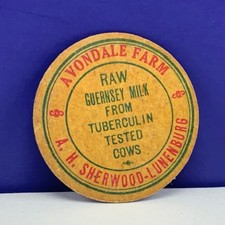 AVONDALE FARM
RAW
GUERNSEY MILK
FROM
TUBERCULIN
TESTED
COWS
A. H. SHERWOOD-LUNENBURG